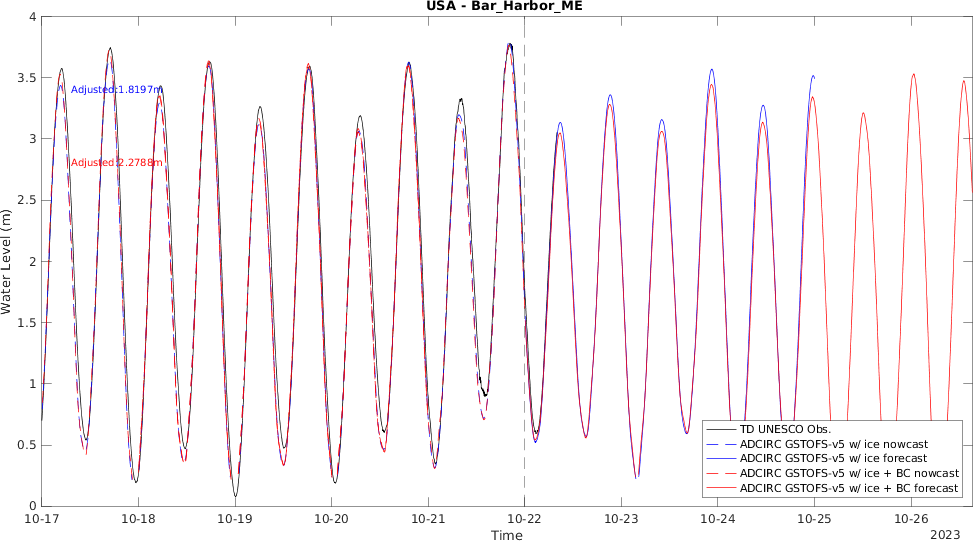 USA - Bar_Harbor_ME
4
3.5
3
2.5
2
1.5
1
0.5
0
Water Level (m)
Adjusted:1.8197m
Adjusted:2.2788m
TD UNESCO Obs.
ADCIRC GSTOFS-v5 w/ ice nowcast
ADCIRC GSTOFS-v5 w/ ice forecast
ADCIRC GSTOFS-v5 w/ ice + BC nowcast
ADCIRC GSTOFS-v5 w/ ice + BC forecast
10-17 10-18 10-19 10-20 10-21 10-22 10-23 10-24 10-25 10-26
Time
2023